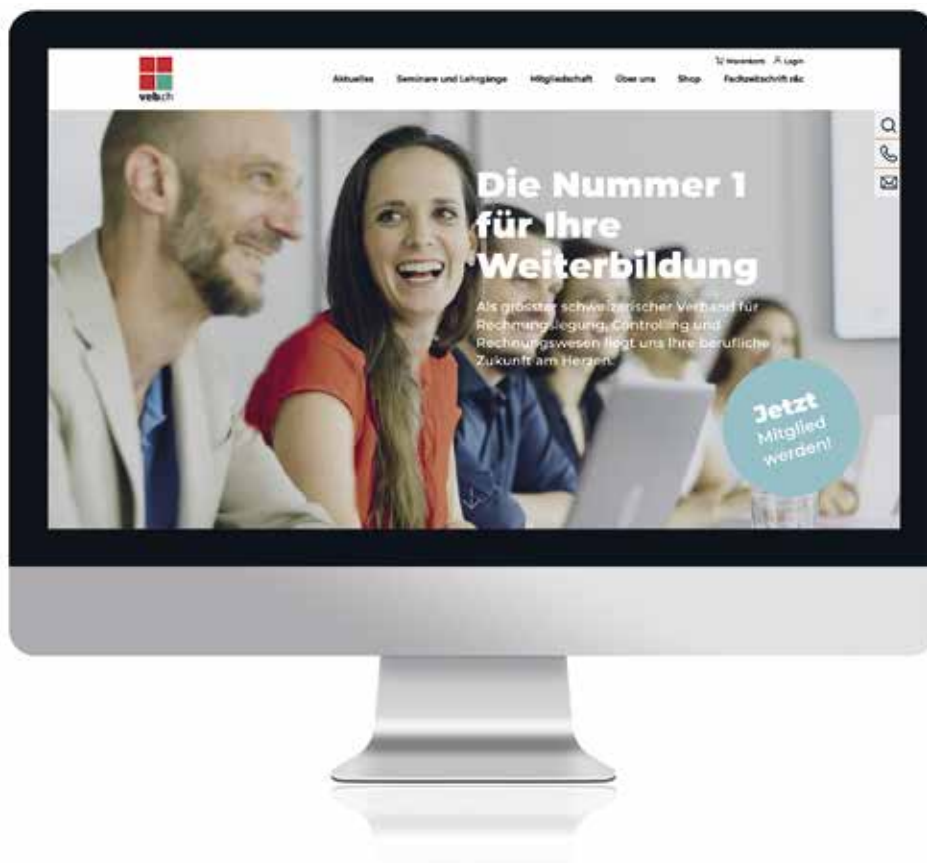 Warenkorb Login
veb.ch
Aktuelles Seminare und Lehrgänge Mitgliedschaft Über uns Shop Fachzeitschrift r&c
Die Nummer 1
für Ihre
Weiterbildung
Als grösster schweizerischer Verband für
Rechnungslegung, Controlling und
Rechnungswesen liegt uns Ihre berufliche
Zukunft am Herzen.
Jetzt
Mitglied
werden!